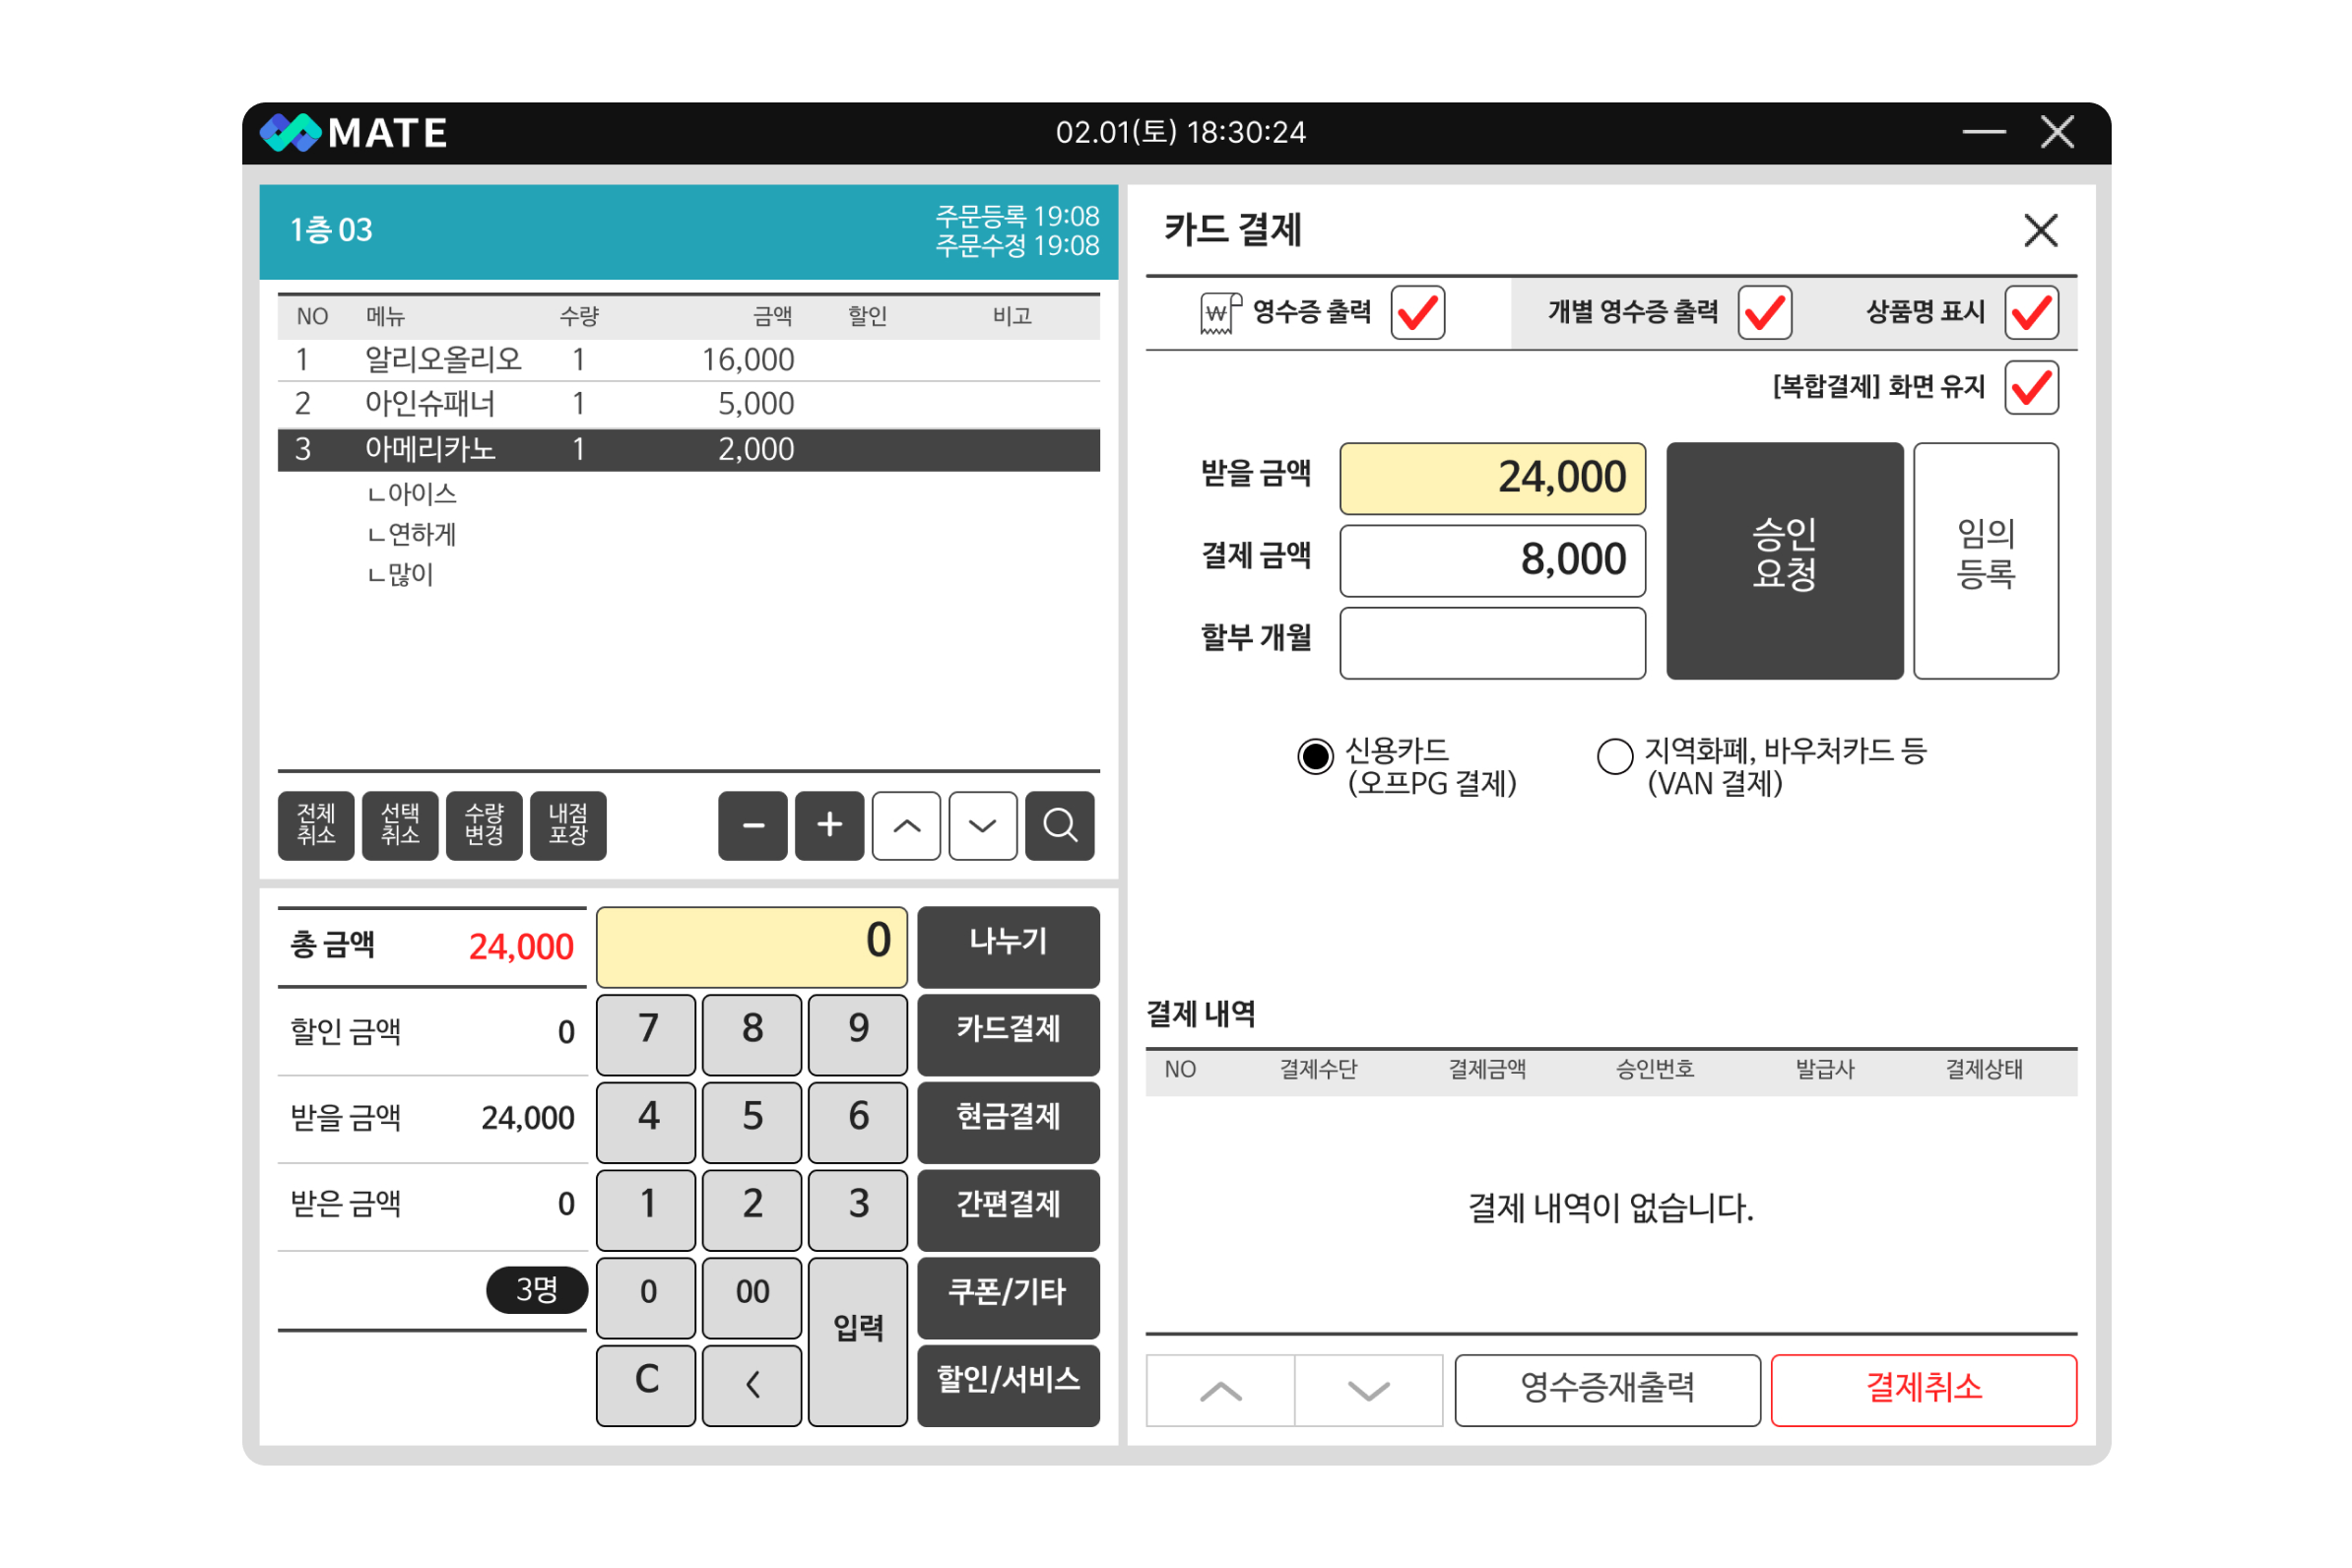 MATE
02.01(토) 18:30:24
1층 03
주문등록 19:08
주문수정 19:08
NO 메뉴 수량 금액 할인 비고
1 알리오올리오 1 16,000
2 아인슈패너 1 5,000
3 아메리카노 1 2,000
ㄴ아이스
ㄴ연하게
ㄴ많이
전체
취소
선택
취소
수량
변경
내점
포장
총 금액 24,000
할인 금액 0
받을 금액 24,000
받은 금액 0
3명
0
7 8 9
4 5 6
1 2 3
0 00 입력
C
나누기
카드결제
현금결제
간편결제
쿠폰/기타
할인/서비스
카드 결제
영수증 출력 개별 영수증 출력 상품명 표시
[복합결제] 화면 유지
받을 금액 24,000
결제 금액 8,000
할부 개월
승인
요청
임의
등록
신용카드
(오프PG 결제)
지역화폐, 바우처카드 등
(VAN 결제)
결제 내역
NO 결제수단 결제금액 승인번호 발급사 결제상태
결제 내역이 없습니다.
영수증재출력
결제취소